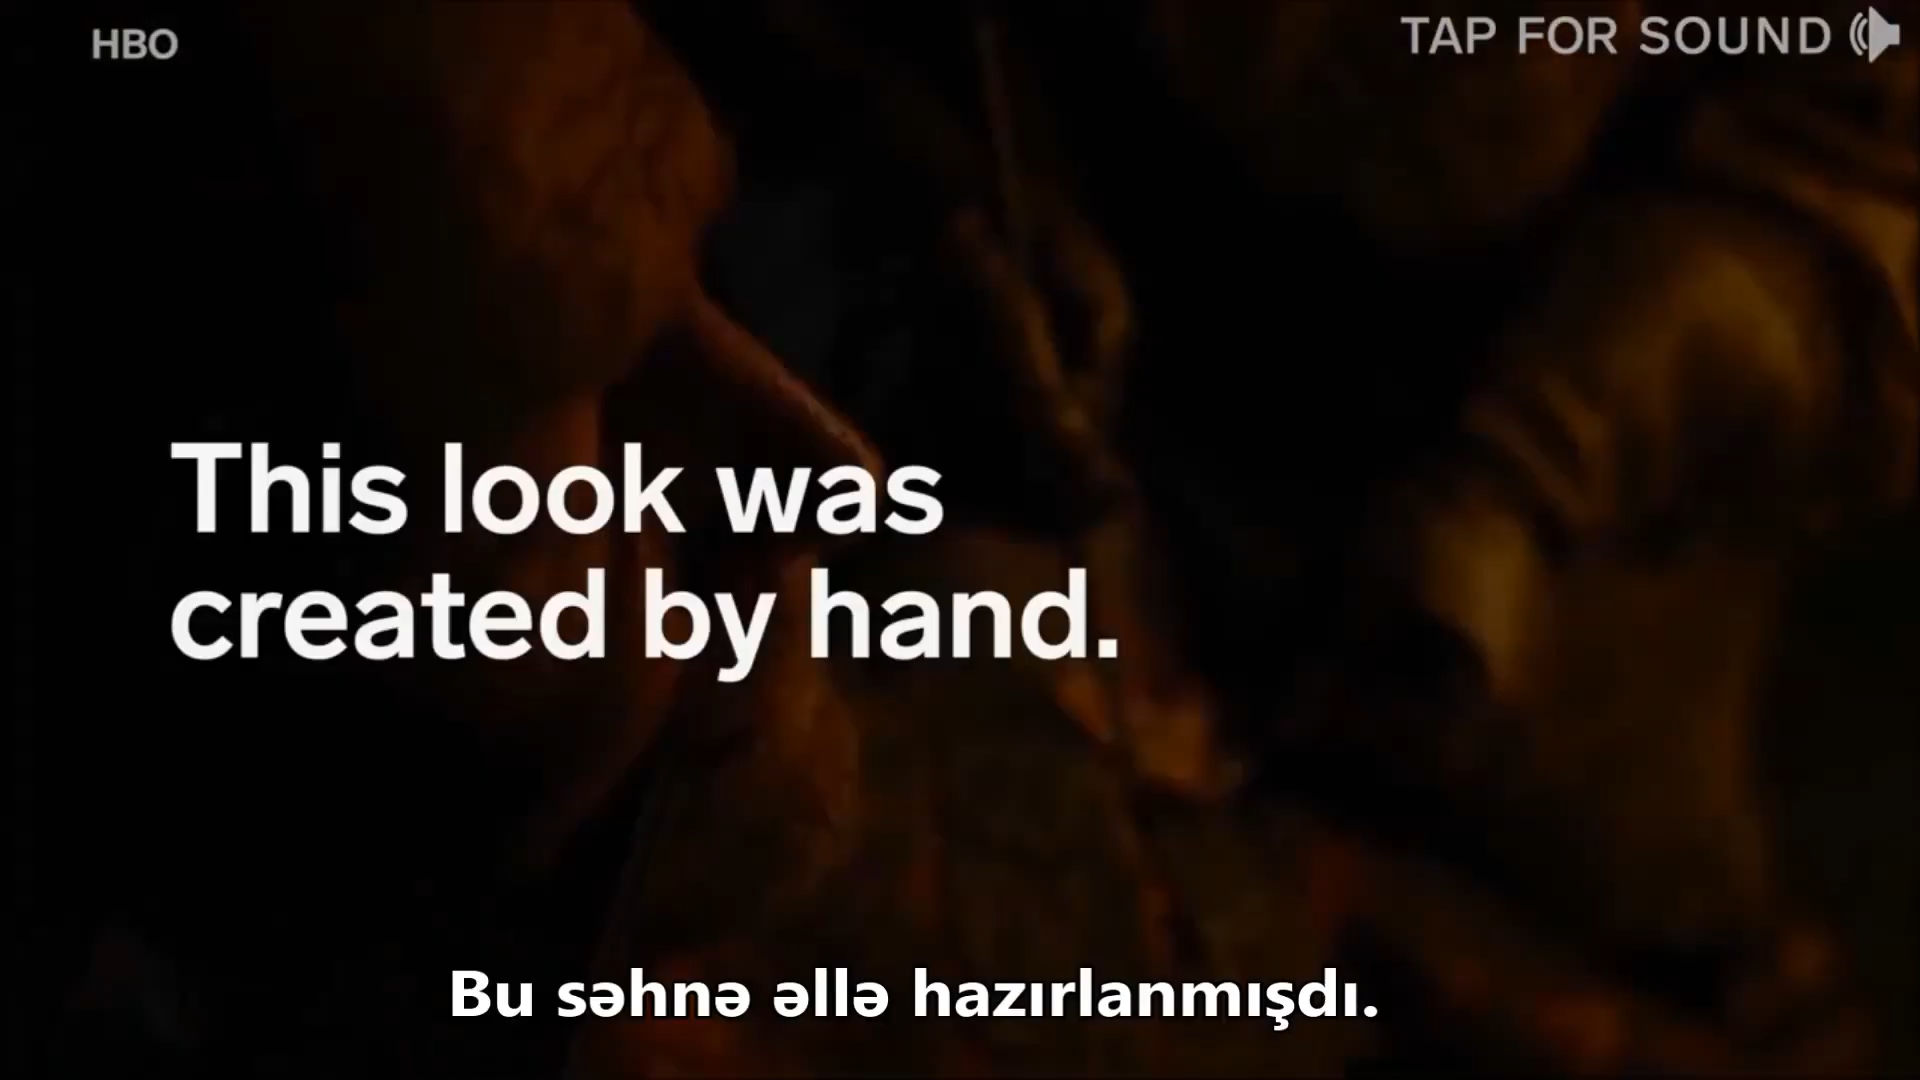 HBO
TAP FOR SOUND
This look was
created by hand.
Bu səhnə əllə hazırlanmışdı.